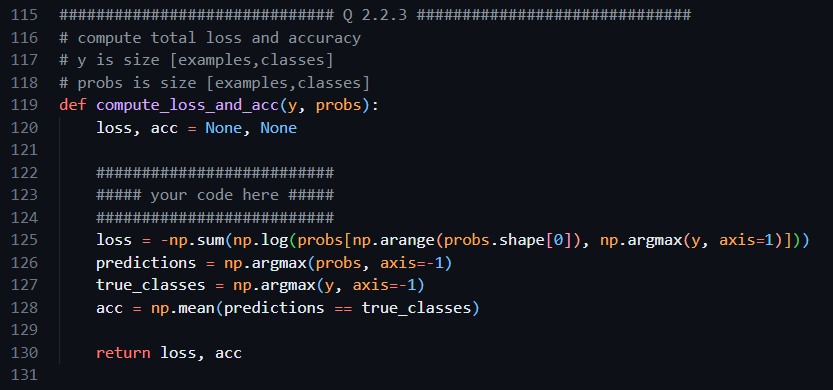 115 ############################## Q 2.2.3 ##############################
116 # compute total loss and accuracy
117 # y is size [examples,classes]
118 # probs is size [examples,classes]
119 def compute_loss_and_acc(y, probs):
120     loss, acc = None, None
121
122     ##########################
123     ##### your code here #####
124     ##########################
125     loss = -np.sum(np.log(probs[np.arange(probs.shape[0]), np.argmax(y, axis=1)]))
126     predictions = np.argmax(probs, axis=-1)
127     true_classes = np.argmax(y, axis=-1)
128     acc = np.mean(predictions == true_classes)
129
130     return loss, acc
131